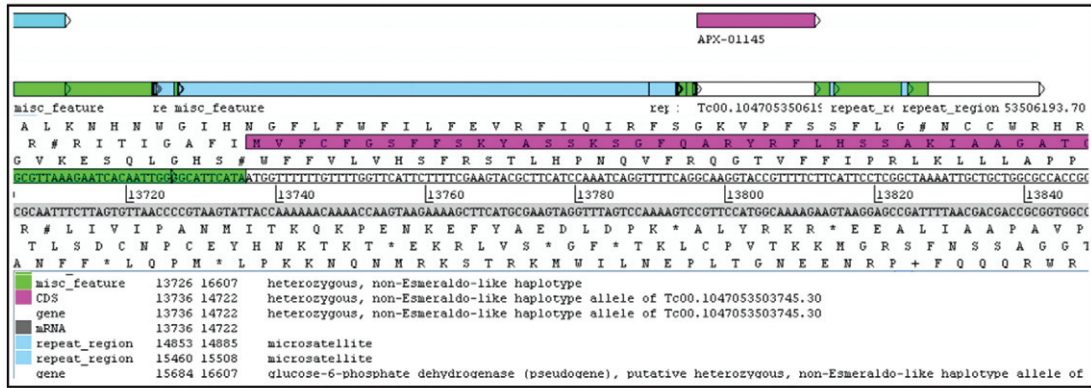 APX-01145
misc_feature re misc_feature rep : Tc00.10470535061 repeat_re repeat_region 53506193.70
A L K N H N W G I H N G F L F W F I L F E V R F I Q I R F S G K V P F S S F L G # N C C W R H R
R # R I T I G A F I M V F C F G S F F S K Y A S S K S G F Q A R Y R F L H S S A K I A A G A T
G V K E S Q L G H S # W F F V L V H S F R S T L H P N Q V F R Q G T V F F I P R L K L L L A P P
GCGTTAAAGAATCACAATTGG GCATTCATAATGGTTTTTTGTTTTGGTTCATTCTTTTCGAAGTACGCTTCATCCAAATCAGGTTTTCAGGCAAGGTACCGTTTTCTTCATTCCTCGGCTAAAATTGCTGCTGGCGCCACCG
13720 13740 13760 13780 13800 13820 13840
CGCAATTTCTTAGTGTTAACCCCGTAAGTATTACCAAAAAACAAAACCAAGTAAGAAAAGCTTCATGCGAAGTAGGTTTAGTCCAAAAGTCCGTTCCATGGCAAAAGAAGTAAGGAGCCGATTTTAACGACGACCGCGGTGGC
R # L I V I P A N M I T K Q K P E N K E F Y A E D L D P K * A L Y R K R * E E A L I A A P A V P
T L S D C N P C E Y H N K T K T * E K R L V S * G F * T K L C P V T K K M G R S F N S S A G G T
A N F F * L Q P M * L P K K N Q N M R K S T R K M W I L N E P L T G N E E N R P + F Q Q Q R W R
misc_feature 13726 16607 heterozygous, non-Esmeraldo-like haplotype
CDS 13736 14722 heterozygous, non-Esmeraldo-like haplotype allele of Tc00.1047053503745.30
gene 13736 14722 heterozygous, non-Esmeraldo-like haplotype allele of Tc00.1047053503745.30
mRNA 13736 14722
repeat_region 14853 14885 microsatellite
repeat_region 15460 15508 microsatellite
gene 15684 16607 glucose-6-phosphate dehydrogenase (pseudogene), putative heterozygous, non-Esmeraldo-like haplotype allele of